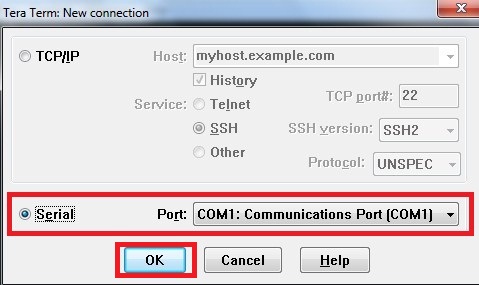 Tera Term: New connection
TCP/IP
Host: myhost.example.com
History
Service: Telnet
TCP port#: 22
SSH
SSH version: SSH2
Other
Protocol: UNSPEC
Serial
Port: COM1: Communications Port (COM1)
OK
Cancel
Help